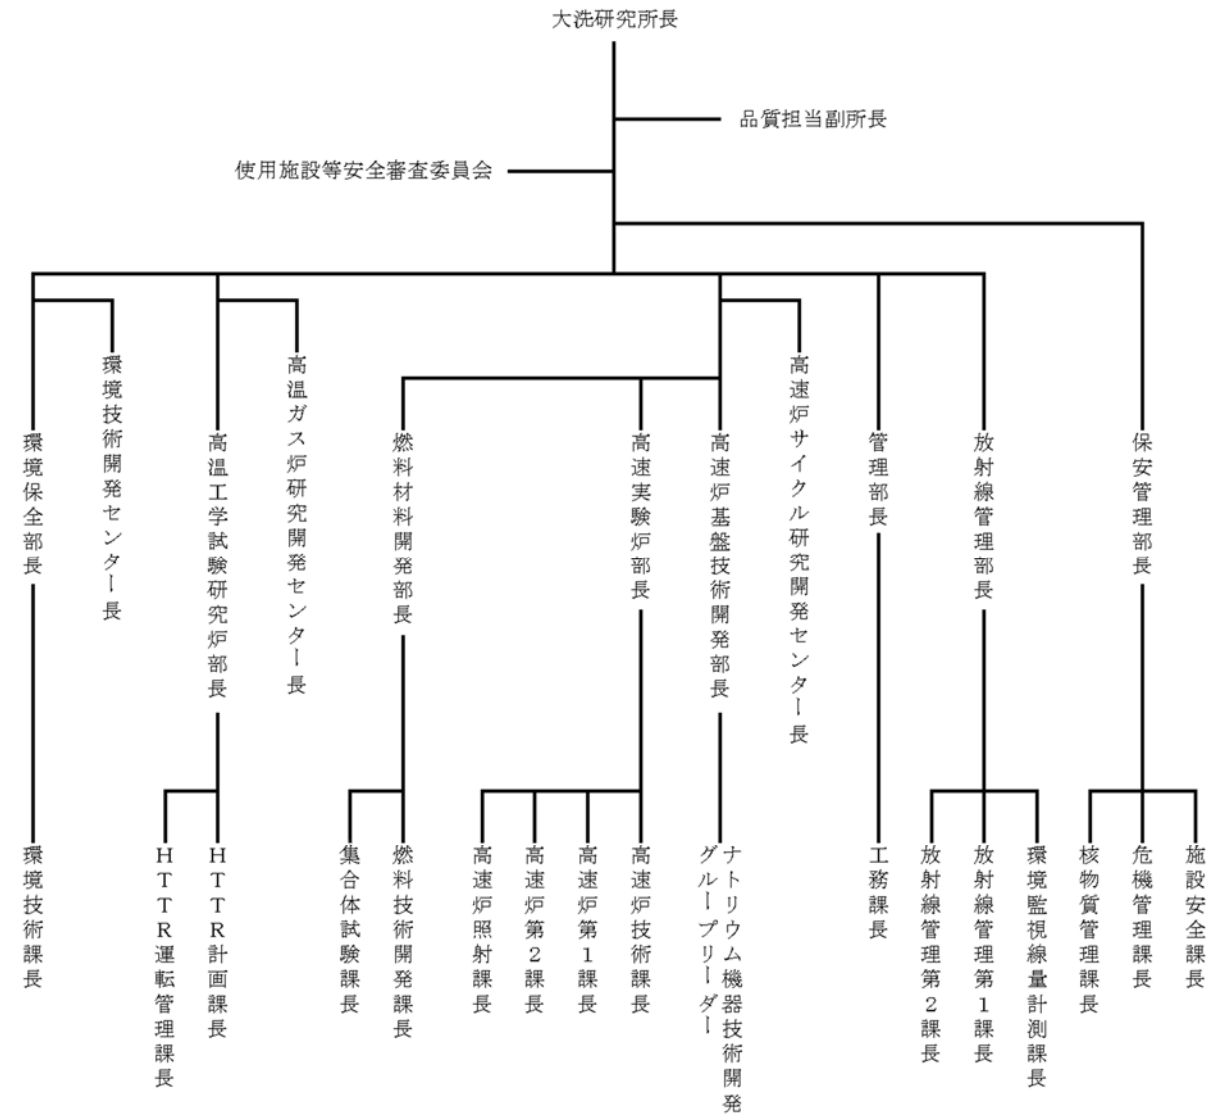 大洗研究所長
品質担当副所長
使用施設等安全審査委員会
保安管理部長
放射線管理部長
管理部長
高速炉サイクル研究開発センター長
高速炉基盤技術開発部長
高速実験炉部長
燃料材料開発部長
高温ガス炉研究開発センター長
高温工学試験研究炉部長
環境技術開発センター長
環境保全部長
施設安全課長
危機管理課長
核物質管理課長
環境監視線量計測課長
放射線管理第1課長
放射線管理第2課長
工務課長
ナトリウム機器技術開発
グループリーダー
高速炉技術課長
高速炉第1課長
高速炉第2課長
高速炉照射課長
燃料技術開発課長
集合体試験課長
HTTR計画課長
HTTR運転管理課長
環境技術課長